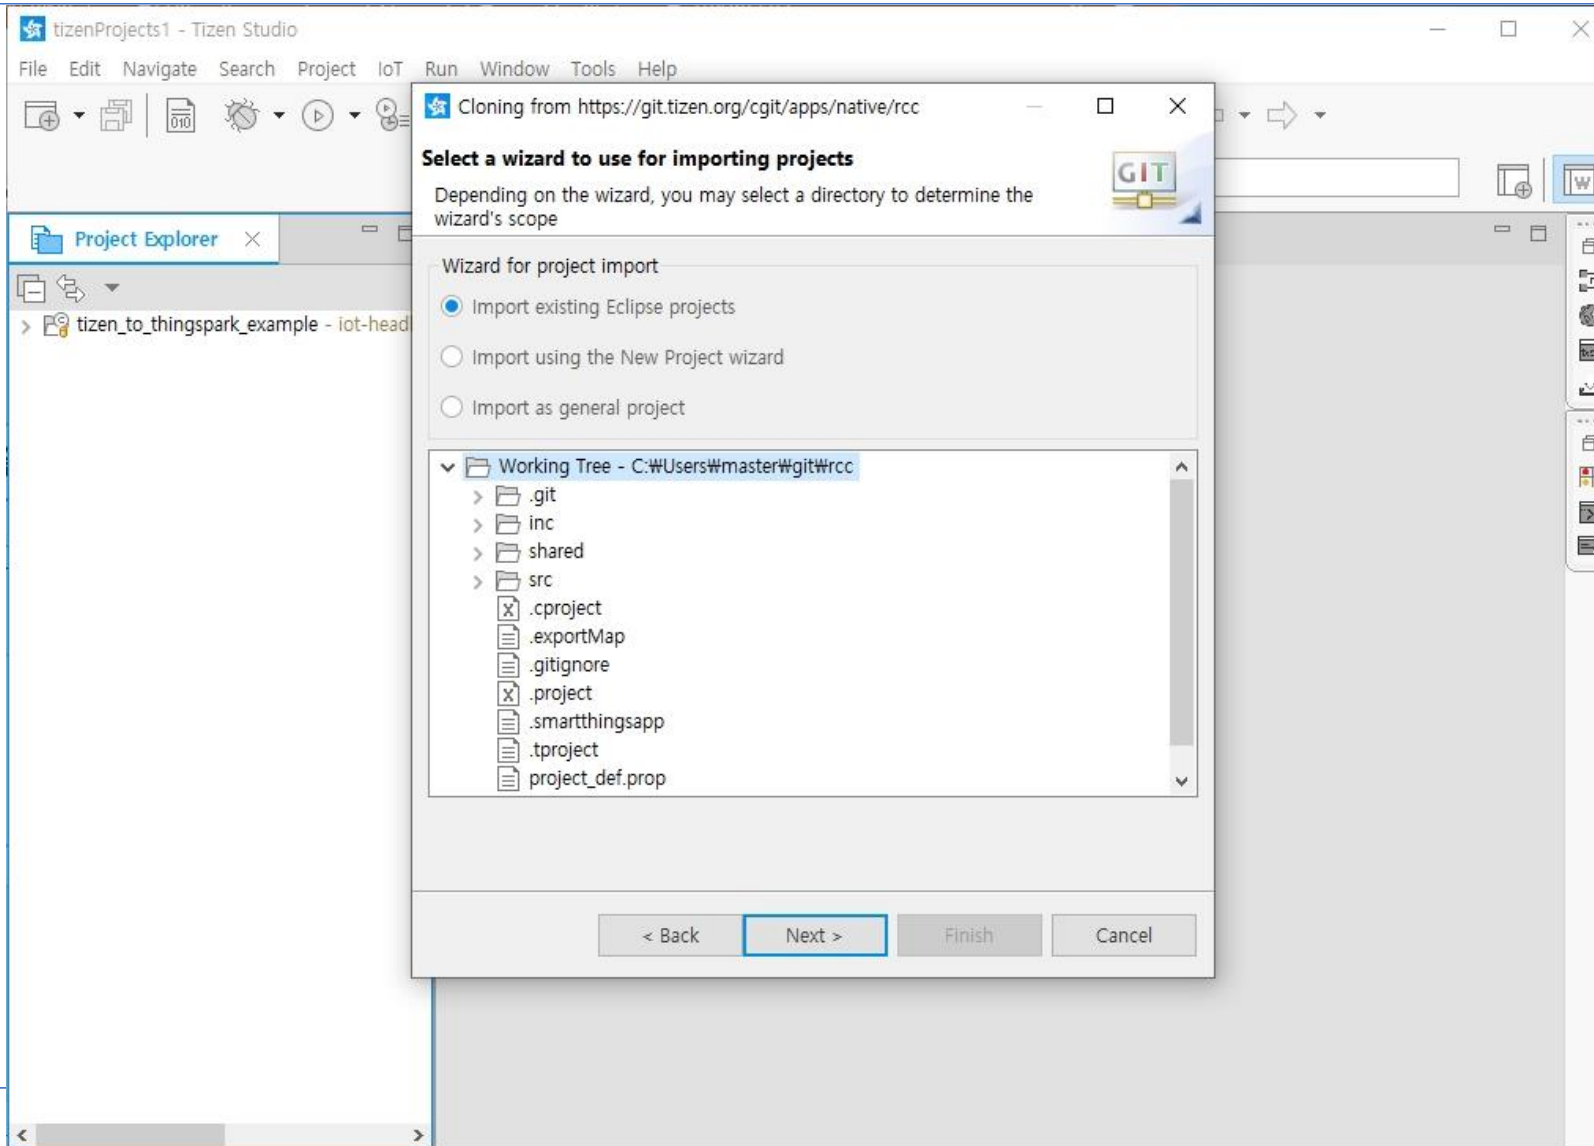 tizenProjects1 - Tizen Studio
File Edit Navigate Search Project IoT Run Window Tools Help
010
Cloning from https://git.tizen.org/cgit/apps/native/rcc
Select a wizard to use for importing projects
Depending on the wizard, you may select a directory to determine the
wizard's scope
GIT
Project Explorer
tizen_to_thingspark_example - iot-head
Wizard for project import
Import existing Eclipse projects
Import using the New Project wizard
Import as general project
Working Tree - C:₩Users₩master₩git₩rcc
.git
inc
shared
src
.cproject
.exportMap
.gitignore
.project
.smartthingsapp
.tproject
project_def.prop
< Back Next > Finish Cancel